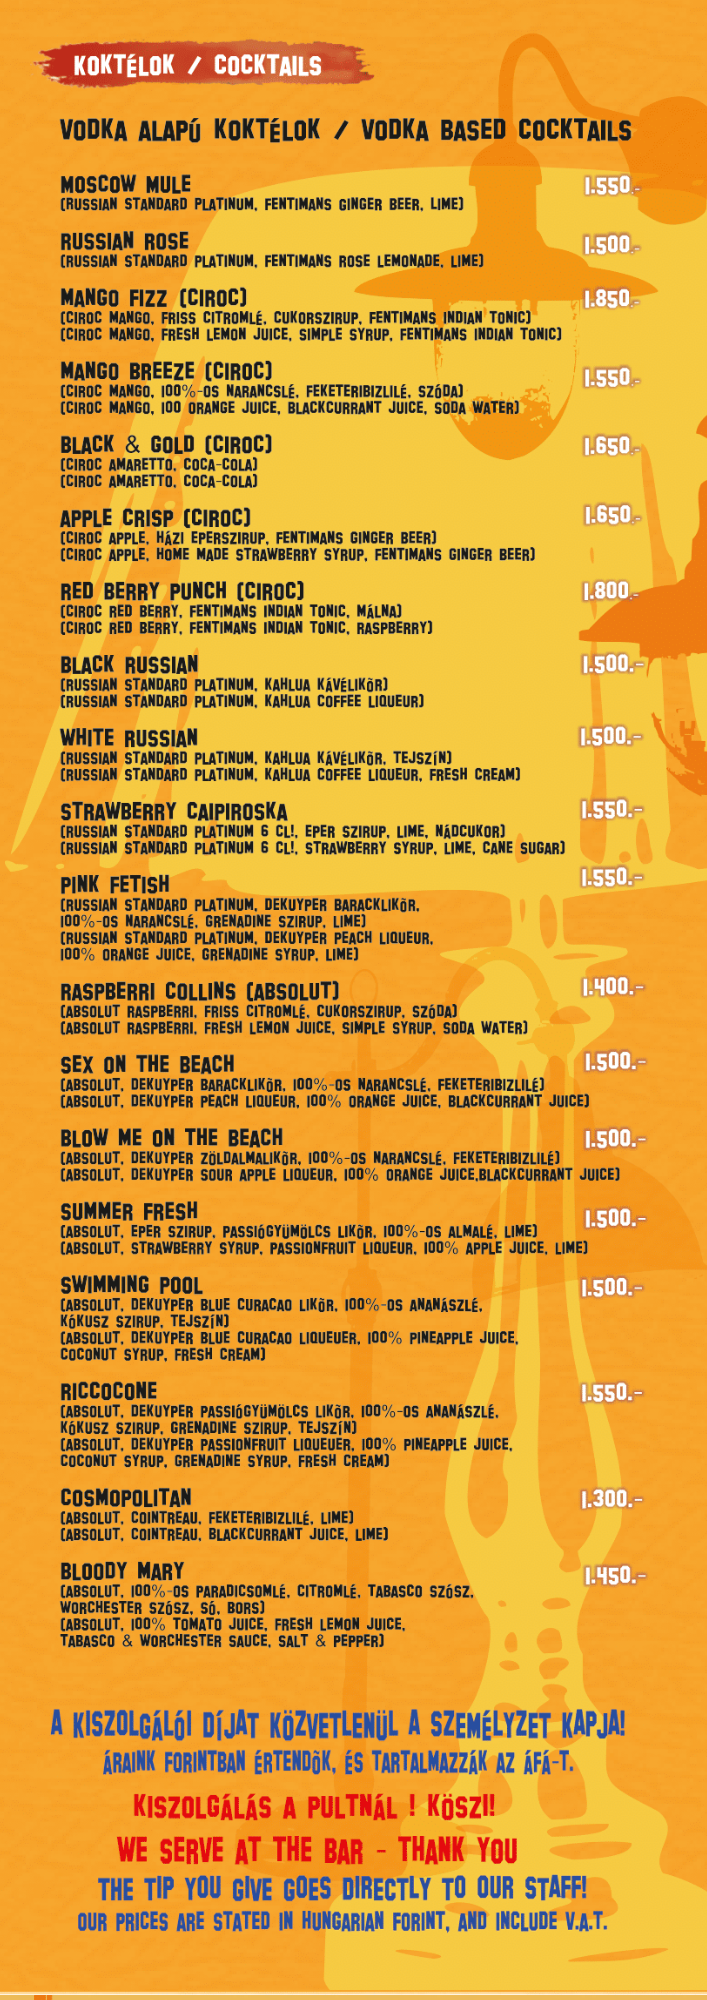 KOKTÉLOK / COCKTAILS
VODKA ALAPÚ KOKTÉLOK / VODKA BASED COCKTAILS
MOSCOW MULE 1.550.-
(RUSSIAN STANDARD PLATINUM, FENTIMANS GINGER BEER, LIME)
RUSSIAN ROSE 1.500.-
(RUSSIAN STANDARD PLATINUM, FENTIMANS ROSE LEMONADE, LIME)
MANGO FIZZ (CIROC) 1.850.-
(CIROC MANGO, FRISS CITROMLÉ, CUKORSZIRUP, FENTIMANS INDIAN TONIC)
(CIROC MANGO, FRESH LEMON JUICE, SIMPLE SYRUP, FENTIMANS INDIAN TONIC)
MANGO BREEZE (CIROC) 1.550.-
(CIROC MANGO, 100%-OS NARANCSLÉ, FEKETERIBIZLILÉ, SZÓDA)
(CIROC MANGO, 100 ORANGE JUICE, BLACKCURRANT JUICE, SODA WATER)
BLACK & GOLD (CIROC) 1.650.-
(CIROC AMARETTO, COCA-COLA)
(CIROC AMARETTO, COCA-COLA)
APPLE CRISP (CIROC) 1.650.-
(CIROC APPLE, HÁZI EPERSZIRUP, FENTIMANS GINGER BEER)
(CIROC APPLE, HOME MADE STRAWBERRY SYRUP, FENTIMANS GINGER BEER)
RED BERRY PUNCH (CIROC) 1.800.-
(CIROC RED BERRY, FENTIMANS INDIAN TONIC, MÁLNA)
(CIROC RED BERRY, FENTIMANS INDIAN TONIC, RASPBERRY)
BLACK RUSSIAN 1.500.-
(RUSSIAN STANDARD PLATINUM, KAHLUA KÁVÉLIKÕR)
(RUSSIAN STANDARD PLATINUM, KAHLUA COFFEE LIQUEUR)
WHITE RUSSIAN 1.500.-
(RUSSIAN STANDARD PLATINUM, KAHLUA KÁVÉLIKÕR, TEJSZÍN)
(RUSSIAN STANDARD PLATINUM, KAHLUA COFFEE LIQUEUR, FRESH CREAM)
STRAWBERRY CAIPIROSKA 1.550.-
(RUSSIAN STANDARD PLATINUM 6 CL!, EPER SZIRUP, LIME, NÁDCUKOR)
(RUSSIAN STANDARD PLATINUM 6 CL!, STRAWBERRY SYRUP, LIME, CANE SUGAR)
PINK FETISH 1.550.-
(RUSSIAN STANDARD PLATINUM, DEKUYPER BARACKLIKÕR,
100%-OS NARANCSLÉ, GRENADINE SZIRUP, LIME)
(RUSSIAN STANDARD PLATINUM, DEKUYPER PEACH LIQUEUR,
100% ORANGE JUICE, GRENADINE SYRUP, LIME)
RASPBERRI COLLINS (ABSOLUT) 1.400.-
(ABSOLUT RASPBERRI, FRISS CITROMLÉ, CUKORSZIRUP, SZÓDA)
(ABSOLUT RASPBERRI, FRESH LEMON JUICE, SIMPLE SYRUP, SODA WATER)
SEX ON THE BEACH 1.500.-
(ABSOLUT, DEKUYPER BARACKLIKÕR, 100%-OS NARANCSLÉ, FEKETERIBIZLILÉ)
(ABSOLUT, DEKUYPER PEACH LIQUEUR, 100% ORANGE JUICE, BLACKCURRANT JUICE)
BLOW ME ON THE BEACH 1.500.-
(ABSOLUT, DEKUYPER ZÖLDALMALIKÕR, 100%-OS NARANCSLÉ, FEKETERIBIZLILÉ)
(ABSOLUT, DEKUYPER SOUR APPLE LIQUEUR, 100% ORANGE JUICE,BLACKCURRANT JUICE)
SUMMER FRESH 1.500.-
(ABSOLUT, EPER SZIRUP, PASSIÓGYÜMÖLCS LIKÕR, 100%-OS ALMALÉ, LIME)
(ABSOLUT, STRAWBERRY SYRUP, PASSIONFRUIT LIQUEUR, 100% APPLE JUICE, LIME)
SWIMMING POOL 1.500.-
(ABSOLUT, DEKUYPER BLUE CURACAO LIKÕR, 100%-OS ANANÁSZLÉ,
KÓKUSZ SZIRUP, TEJSZÍN)
(ABSOLUT, DEKUYPER BLUE CURACAO LIQUEUER, 100% PINEAPPLE JUICE,
COCONUT SYRUP, FRESH CREAM)
RICCOCONE 1.550.-
(ABSOLUT, DEKUYPER PASSIÓGYÜMÖLCS LIKÕR, 100%-OS ANANÁSZLÉ,
KÓKUSZ SZIRUP, GRENADINE SZIRUP, TEJSZÍN)
(ABSOLUT, DEKUYPER PASSIONFRUIT LIQUEUER, 100% PINEAPPLE JUICE,
COCONUT SYRUP, GRENADINE SYRUP, FRESH CREAM)
COSMOPOLITAN 1.300.-
(ABSOLUT, COINTREAU, FEKETERIBIZLILÉ, LIME)
(ABSOLUT, COINTREAU, BLACKCURRANT JUICE, LIME)
BLOODY MARY 1.450.-
(ABSOLUT, 100%-OS PARADICSOMLÉ, CITROMLÉ, TABASCO SZÓSZ,
WORCHESTER SZÓSZ, SÓ, BORS)
(ABSOLUT, 100% TOMATO JUICE, FRESH LEMON JUICE,
TABASCO & WORCHESTER SAUCE, SALT & PEPPER)
A KISZOLGÁLÓI DÍJAT KÖZVETLENÜL A SZEMÉLYZET KAPJA!
ÁRAINK FORINTBAN ÉRTENDÕK, ÉS TARTALMAZZÁK AZ ÁFÁ-T.
KISZOLGÁLÁS A PULTNÁL ! KÖSZI!
WE SERVE AT THE BAR - THANK YOU
THE TIP YOU GIVE GOES DIRECTLY TO OUR STAFF!
OUR PRICES ARE STATED IN HUNGARIAN FORINT, AND INCLUDE V.A.T.